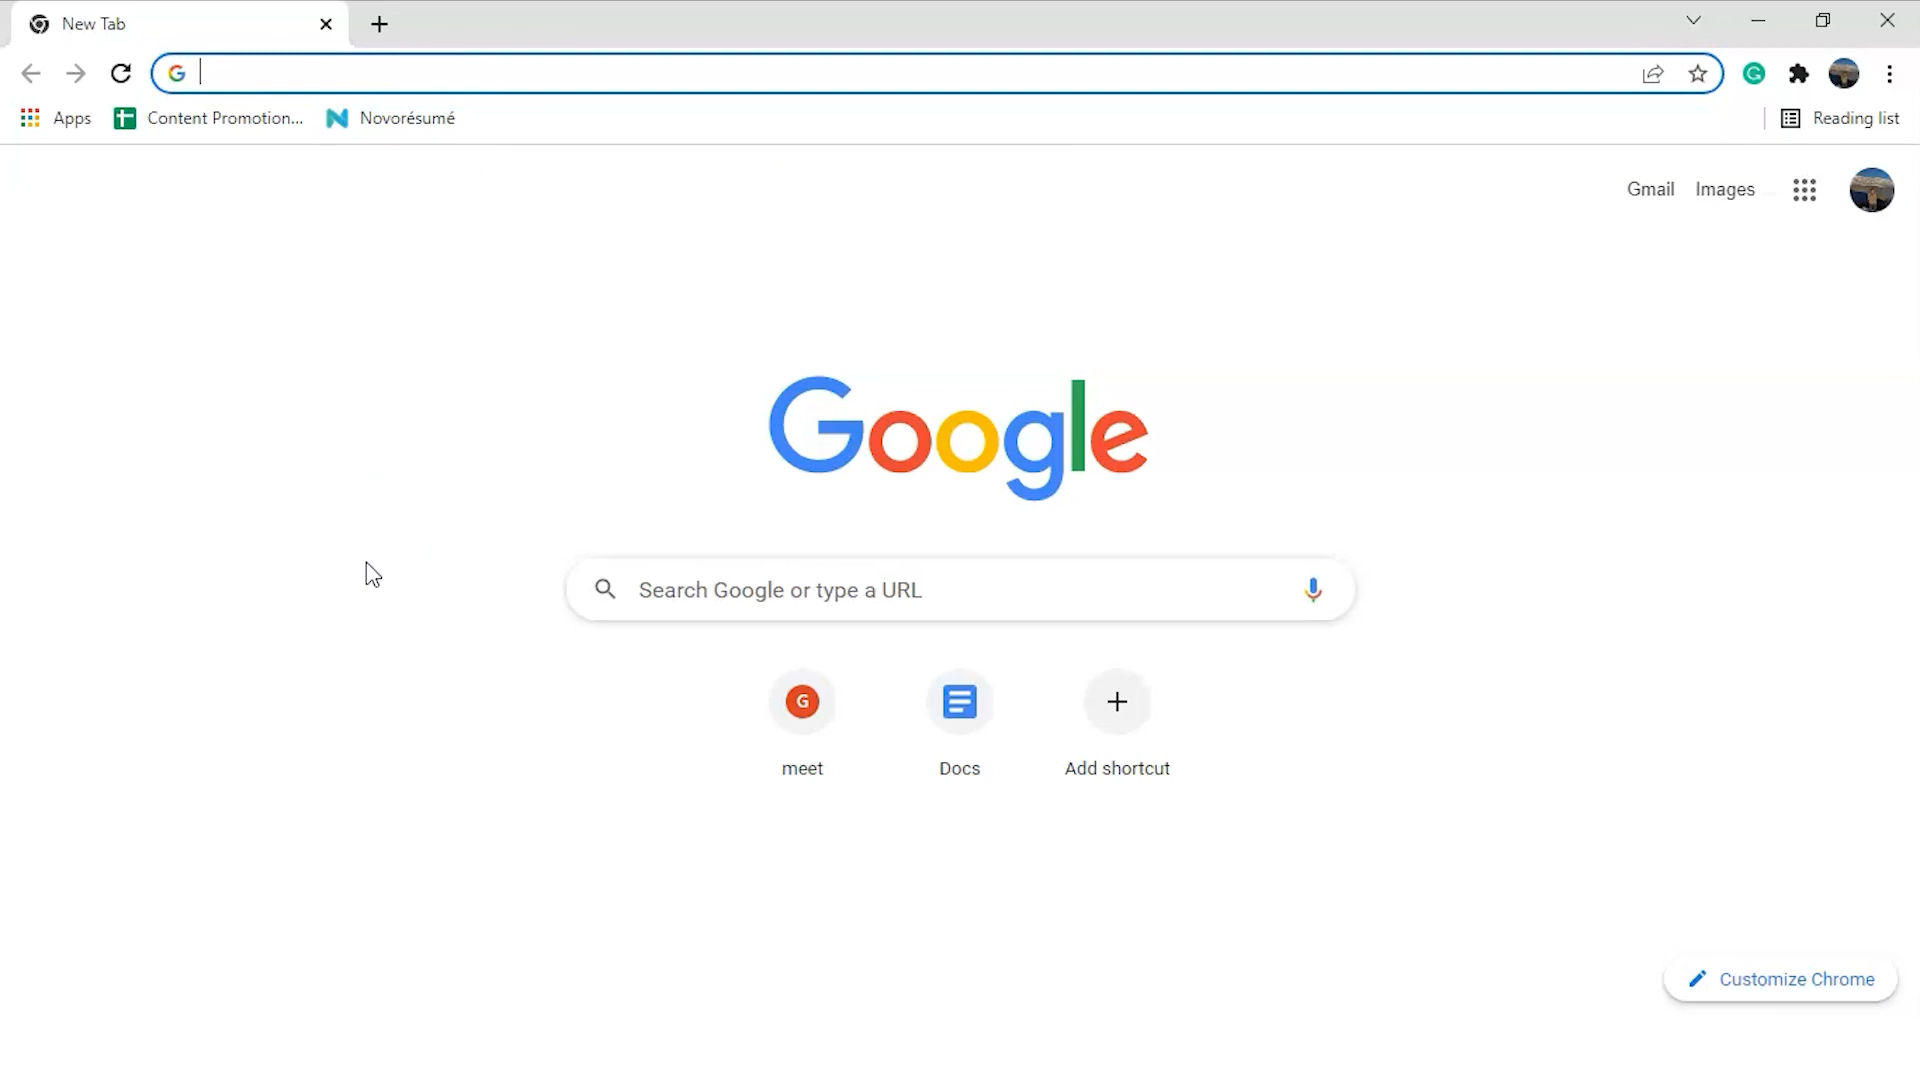 New Tab
Apps
Content Promotion...
Novorésumé
Reading list
Gmail
Images
Google
Search Google or type a URL
G
meet
Docs
Add shortcut
Customize Chrome